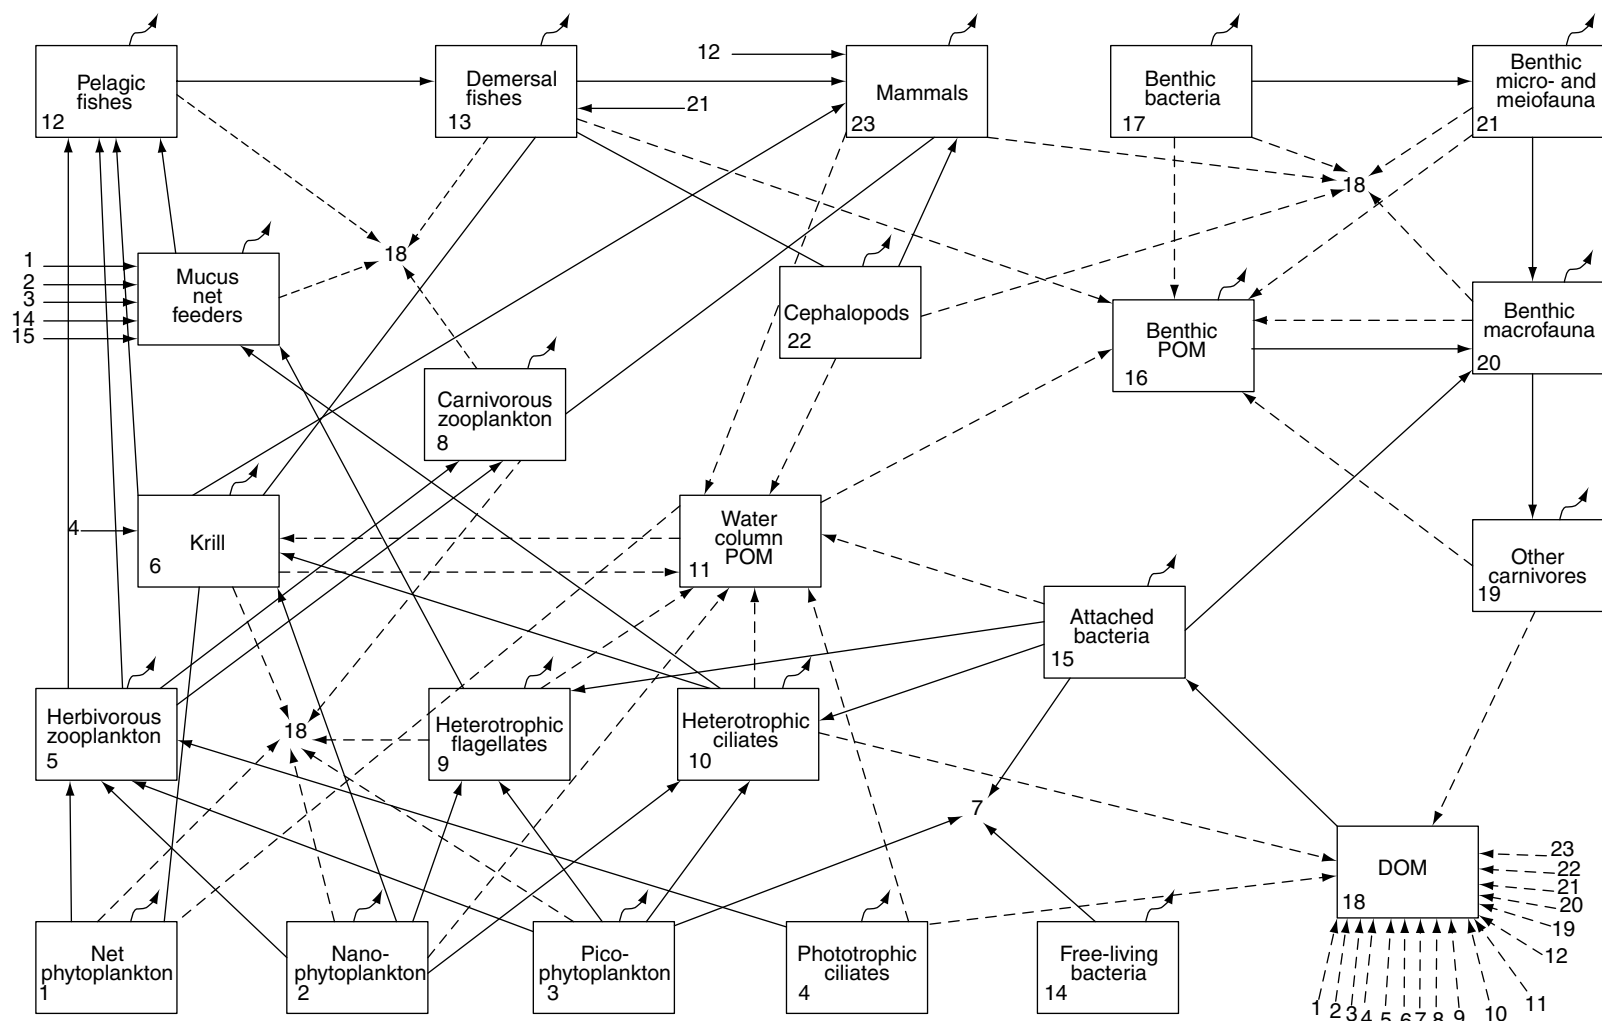 Pelagic
fishes
12
Demersal
fishes
13
12
21
Mammals
23
Benthic
bacteria
17
Benthic
micro- and
meiofauna
21
18
18
1
2
3
14
15
Mucus
net
feeders
7
Cephalopods
22
Benthic
POM
16
Benthic
macrofauna
20
Carnivorous
zooplankton
8
4
Krill
6
Water
column
POM
11
Other
carnivores
19
Attached
bacteria
15
Herbivorous
zooplankton
5
18
Heterotrophic
flagellates
9
Heterotrophic
ciliates
10
DOM
18
23
22
21
20
19
12
11
Net
phytoplankton
1
Nano-
phytoplankton
2
Pico-
phytoplankton
3
Phototrophic
ciliates
4
Free-living
bacteria
14
1 2 3 4 5 6 7 8 9 10